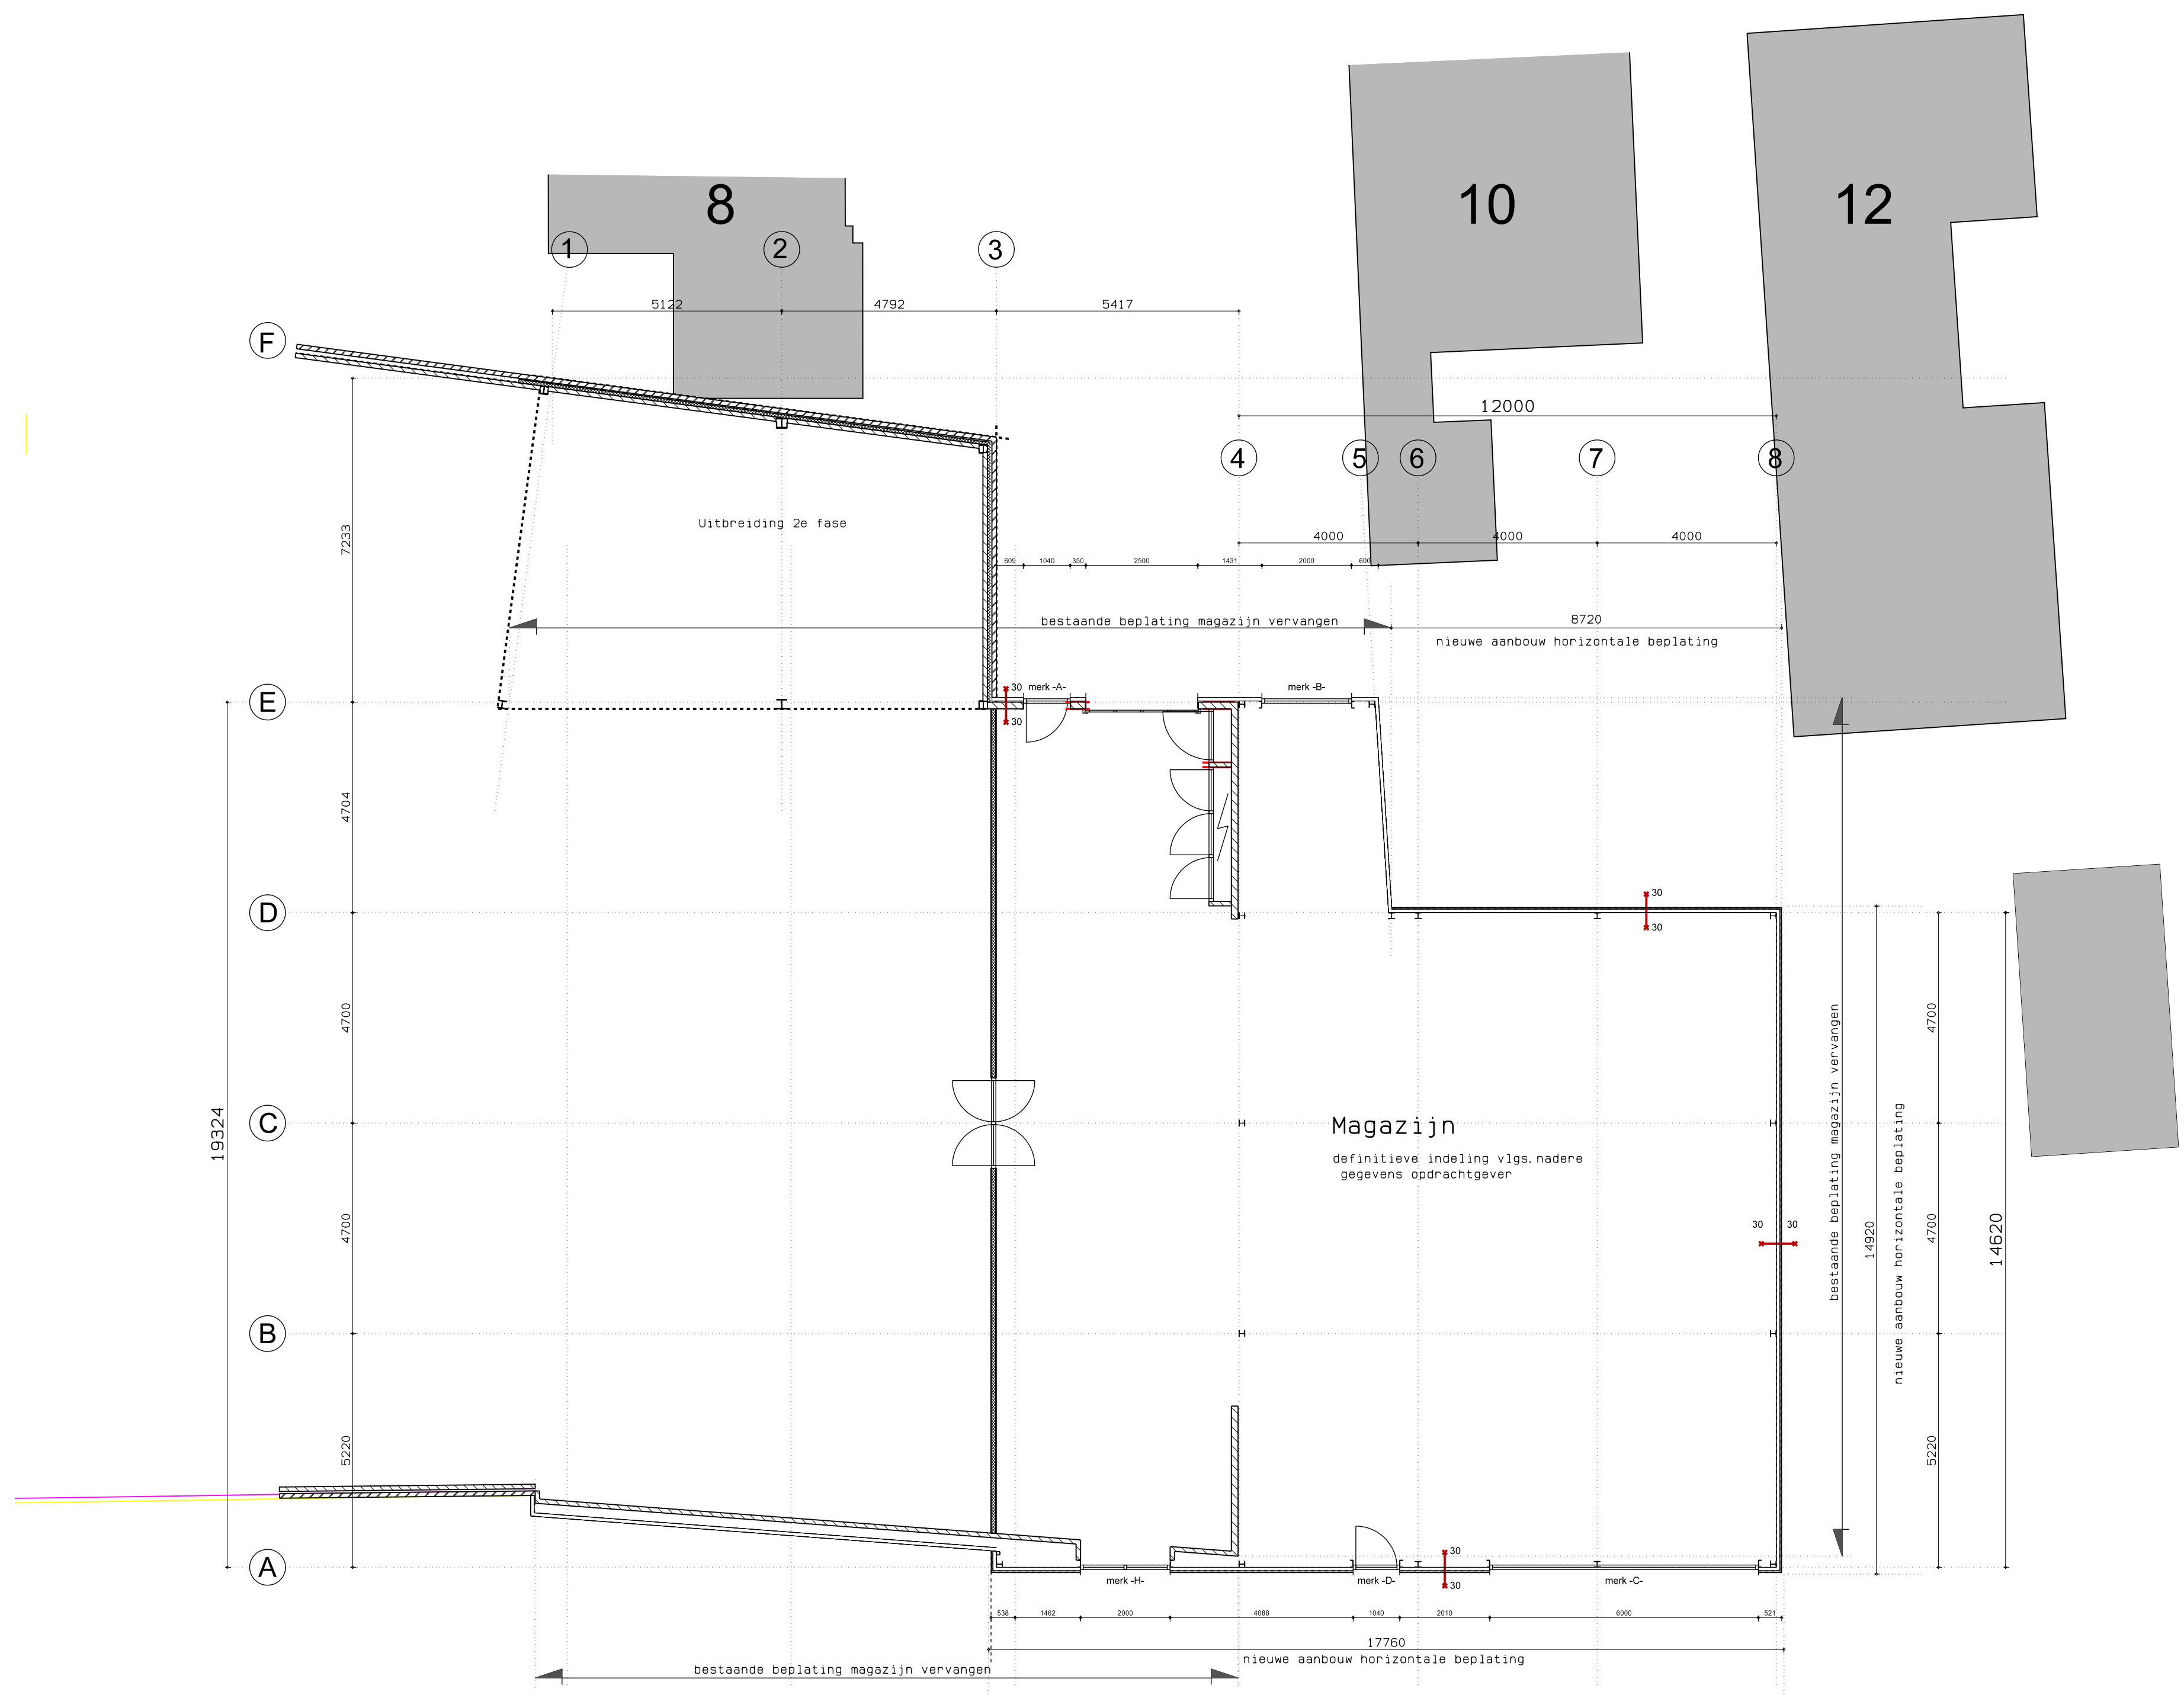 8
10
12
1
2
3
5122
4792
5417
F
12000
4
5
6
7
8
Uitbreiding 2e fase
7233
4000
4000
4000
609
1040
350
2500
1431
2000
600
bestaande beplating magazijn vervangen
8720
nieuwe aanbouw horizontale beplating
E
30
merk -A-
merk -B-
30
4704
D
30
30
4700
4700
bestaande beplating magazijn vervangen
19324
C
Magazijn
definitieve indeling vlgs.nadere
gegevens opdrachtgever
nieuwe aanbouw horizontale beplating
4700
30
30
14920
4700
14620
B
5220
5220
A
30
30
merk -H-
merk -D-
merk -C-
538
1462
2000
4088
1040
2010
6000
521
17760
nieuwe aanbouw horizontale beplating
bestaande beplating magazijn vervangen